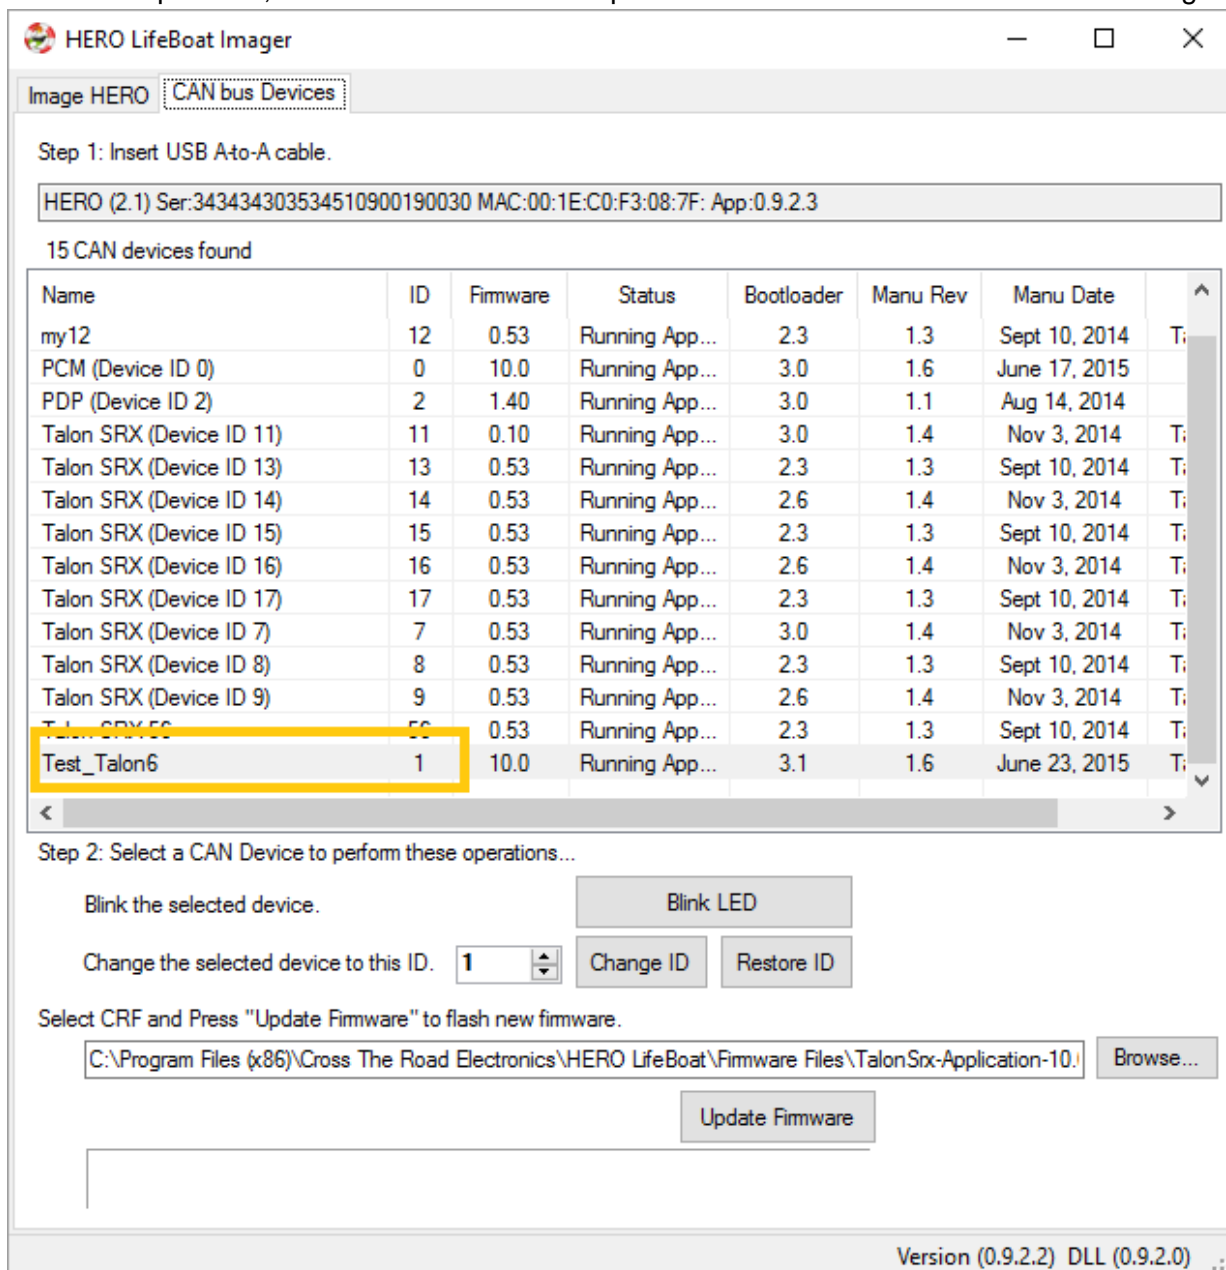 HERO LifeBoat Imager
Image HERO CAN bus Devices
Step 1: Insert USB A-to-A cable.
HERO (2.1) Ser:343434303534510900190030 MAC:00:1E:C0:F3:08:7F: App:0.9.2.3
15 CAN devices found
Name ID Firmware Status Bootloader Manu Rev Manu Date
my12 12 0.53 Running App... 2.3 1.3 Sept 10, 2014
PCM (Device ID 0) 0 10.0 Running App... 3.0 1.6 June 17, 2015
PDP (Device ID 2) 2 1.40 Running App... 3.0 1.1 Aug 14, 2014
Talon SRX (Device ID 11) 11 0.10 Running App... 3.0 1.4 Nov 3, 2014
Talon SRX (Device ID 13) 13 0.53 Running App... 2.3 1.3 Sept 10, 2014
Talon SRX (Device ID 14) 14 0.53 Running App... 2.6 1.4 Nov 3, 2014
Talon SRX (Device ID 15) 15 0.53 Running App... 2.3 1.3 Sept 10, 2014
Talon SRX (Device ID 16) 16 0.53 Running App... 2.6 1.4 Nov 3, 2014
Talon SRX (Device ID 17) 17 0.53 Running App... 2.3 1.3 Sept 10, 2014
Talon SRX (Device ID 7) 7 0.53 Running App... 3.0 1.4 Nov 3, 2014
Talon SRX (Device ID 8) 8 0.53 Running App... 2.3 1.3 Sept 10, 2014
Talon SRX (Device ID 9) 9 0.53 Running App... 2.6 1.4 Nov 3, 2014
Talon SRX 56 56 0.53 Running App... 2.3 1.3 Sept 10, 2014
Test_Talon6 1 10.0 Running App... 3.1 1.6 June 23, 2015
Step 2: Select a CAN Device to perform these operations...
Blink the selected device. Blink LED
Change the selected device to this ID. 1 Change ID Restore ID
Select CRF and Press "Update Firmware" to flash new firmware.
C:\Program Files (x86)\Cross The Road Electronics\HERO LifeBoat\Firmware Files\TalonSrx-Application-10. Browse...
Update Firmware
Version (0.9.2.2) DLL (0.9.2.0)